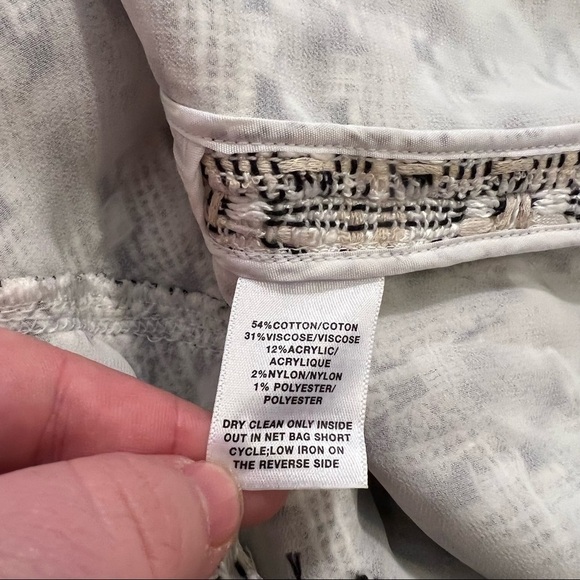 54%COTTON/COTON
31%VISCOSE/VISCOSE
12%ACRYLIC/
ACRYLIQUE
2%NYLON/NYLON
1% POLYESTER/
POLYESTER
DRY CLEAN ONLY INSIDE
OUT IN NET BAG SHORT
CYCLE;LOW IRON ON
THE REVERSE SIDE